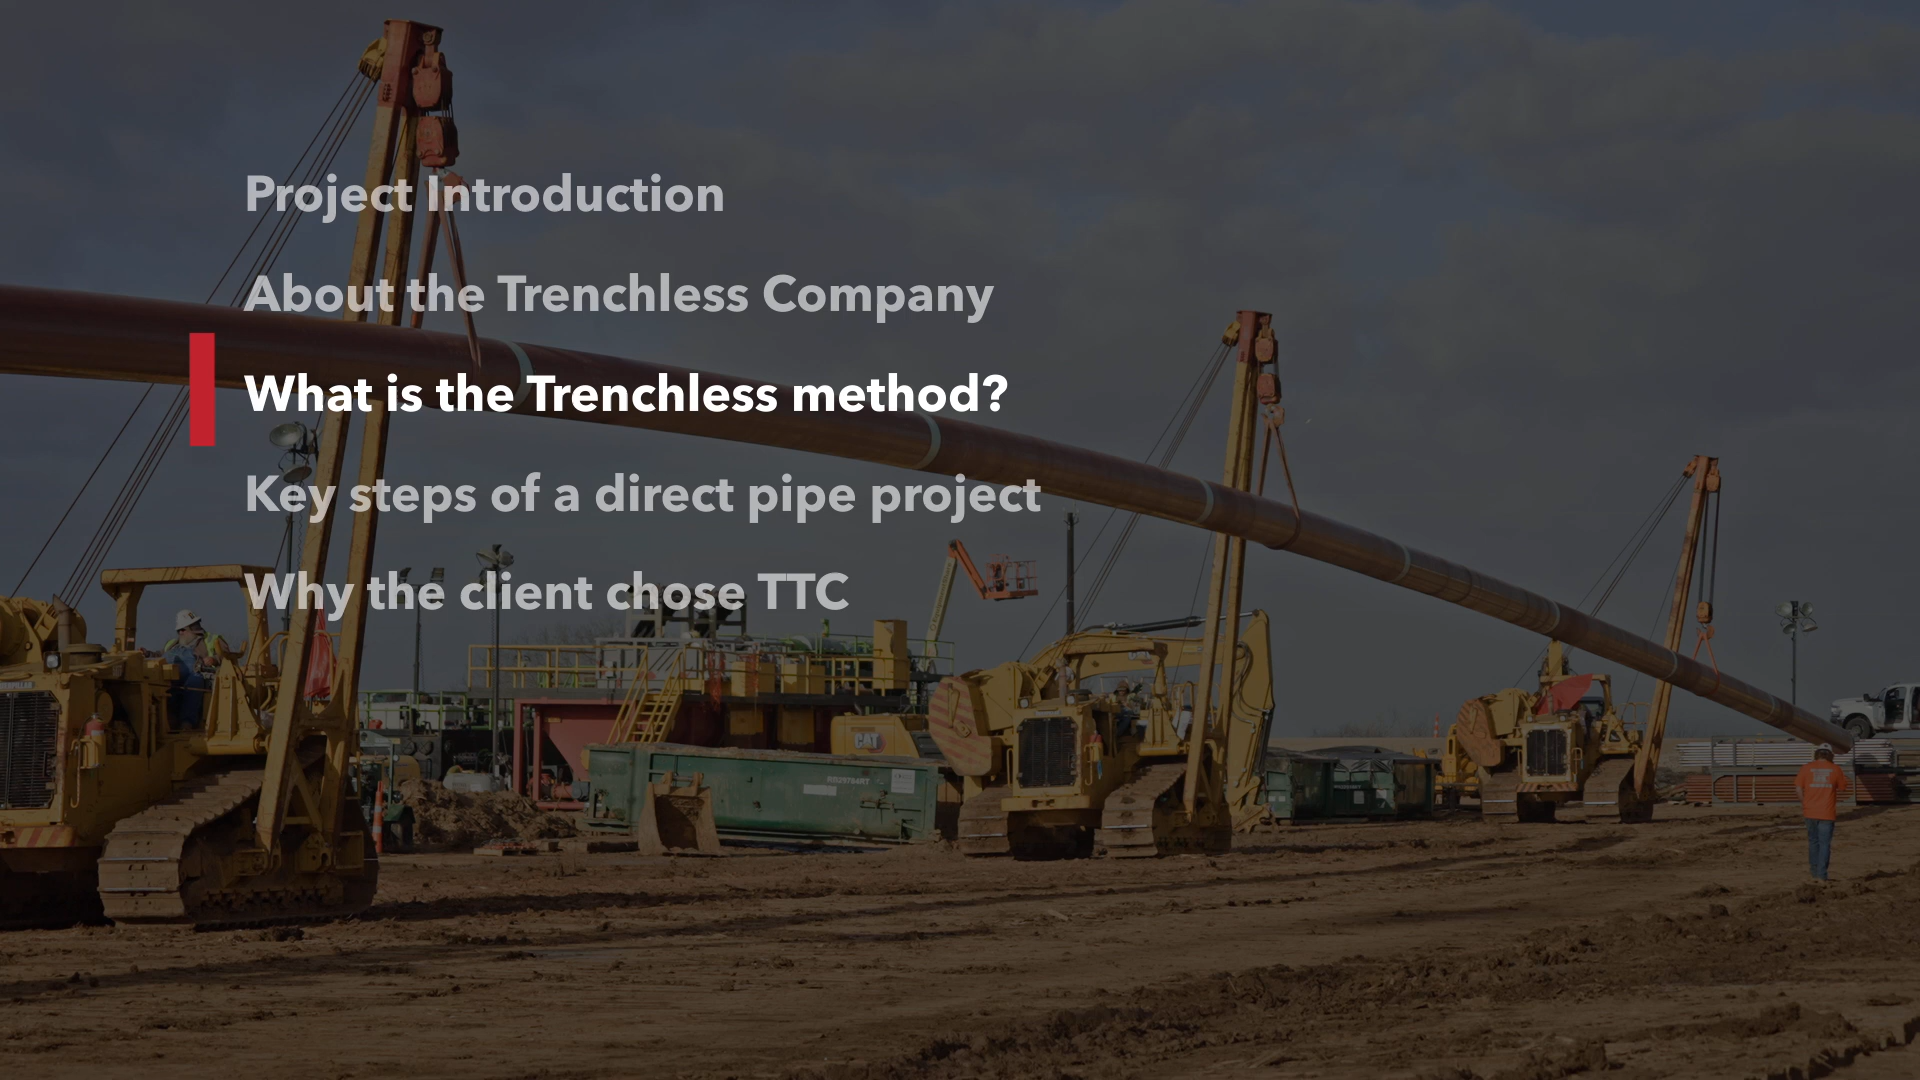 Project Introduction
About the Trenchless Company
What is the Trenchless method?
Key steps of a direct pipe project
Why the client chose TTC
CAT